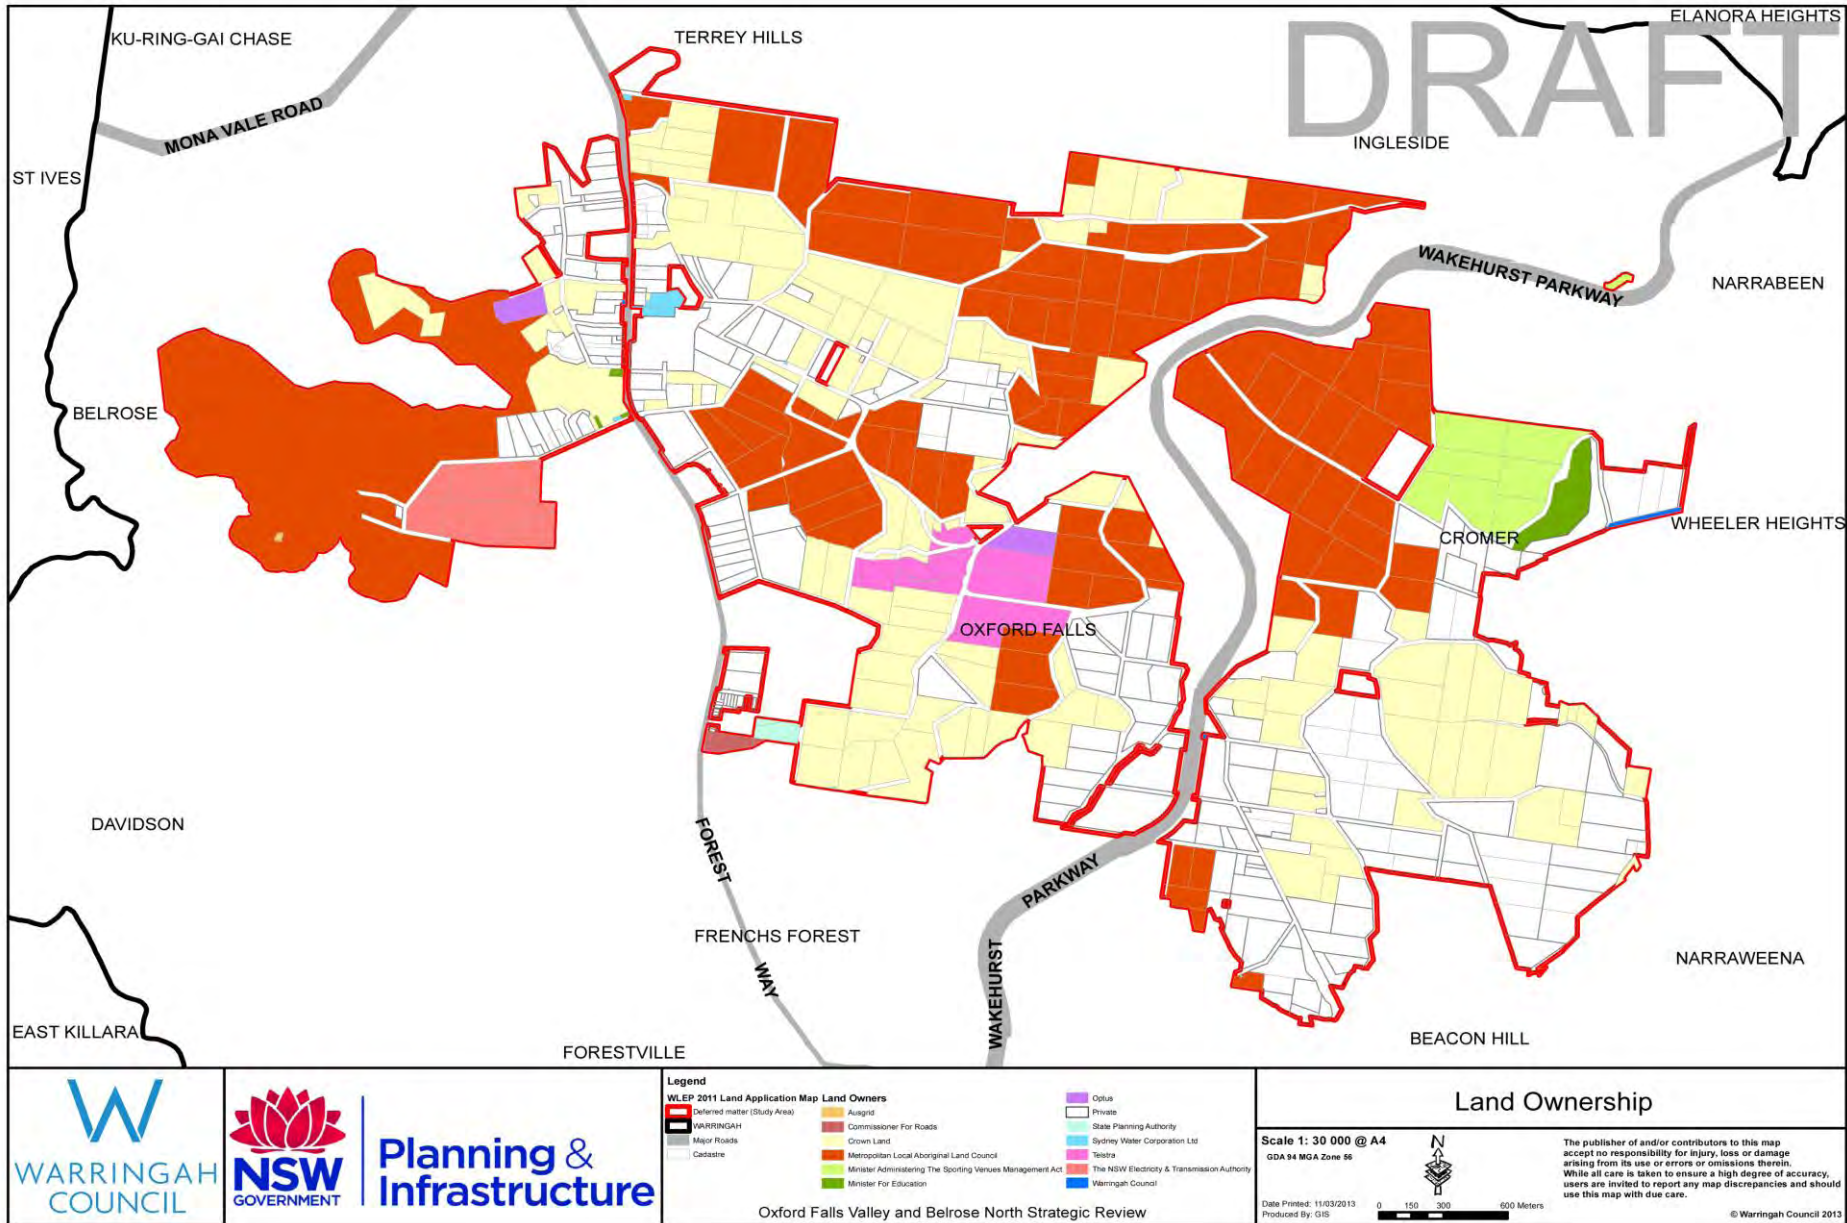 DRAFT
ELANORA HEIGHTS
KU-RING-GAI CHASE
TERREY HILLS
MONA VALE ROAD
INGLESIDE
ST IVES
WAKEHURST PARKWAY
NARRABEEN
BELROSE
WHEELER HEIGHTS
CROMER
OXFORD FALLS
DAVIDSON
FOREST
WAY
PARKWAY
WAKEHURST
FRENCHS FOREST
NARRAWEENA
EAST KILLARA
FORESTVILLE
BEACON HILL
WARRINGAH
COUNCIL
NSW
GOVERNMENT
Planning &
Infrastructure
Legend
WLEP 2011 Land Application Map
Deferred matter (Study Area)
WARRINGAH
Major Roads
Cadastre
Land Owners
Ausgrid
Commissioner For Roads
Crown Land
Metropolitan Local Aboriginal Land Council
Minister Administering The Sporting Venues Management Act
Minister For Education
Optus
Private
State Planning Authority
Sydney Water Corporation Ltd
Telstra
The NSW Electricity & Transmission Authority
Warringah Council
Oxford Falls Valley and Belrose North Strategic Review
Land Ownership
Scale 1: 30 000 @ A4
GDA 94 MGA Zone 56
N
Date Printed: 11/03/2013
Produced By: GIS
0 150 300 600 Meters
The publisher of and/or contributors to this map
accept no responsibility for injury, loss or damage
arising from its use or errors or omissions therein.
While all care is taken to ensure a high degree of accuracy,
users are invited to report any map discrepancies and should
use this map with due care.
© Warringah Council 2013